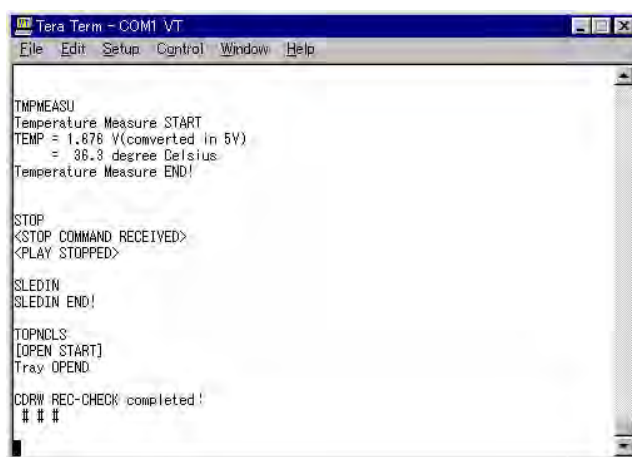 Tera Term - COM1 VT
File Edit Setup Control Window Help
TMPMEASU
Temperature Measure START
TEMP = 1.676 V(comverted in 5V)
= 36.3 degree Celsius
Temperature Measure END!
STOP
<STOP COMMAND RECEIVED>
<PLAY STOPPED>
SLEDIN
SLEDIN END!
TOPNCLS
[OPEN START]
Tray OPEND
CDRW REC-CHECK completed!
# # #